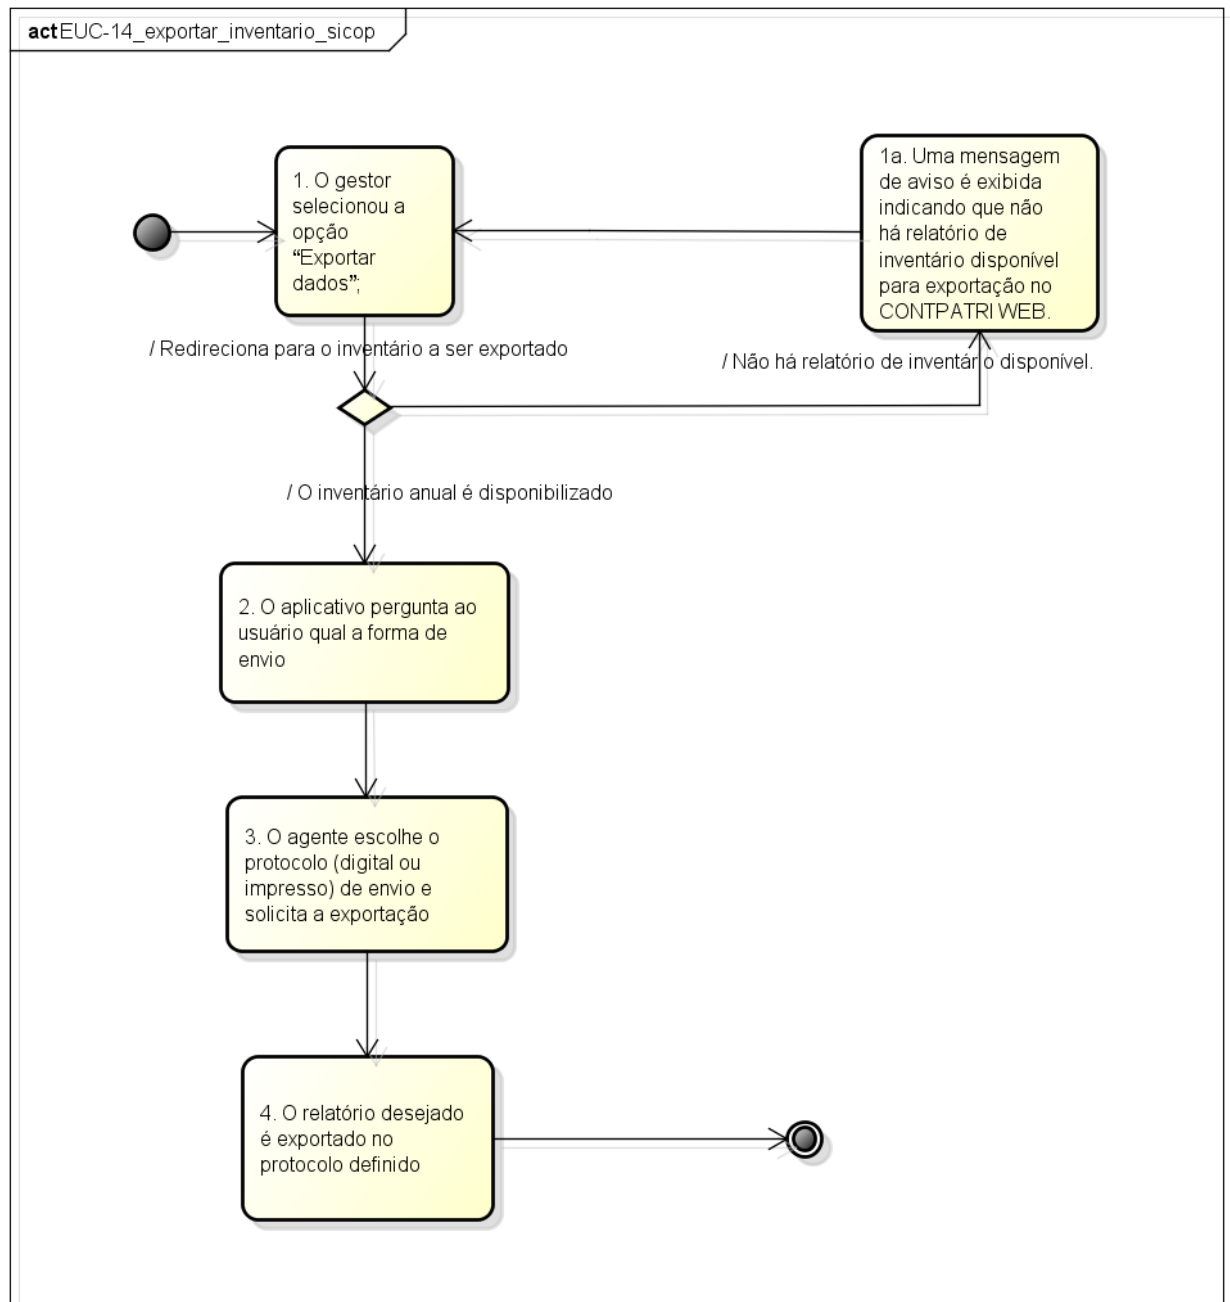 act EUC-14_exportar_inventario_sicop
1. O gestor
selecionou a
opção
“Exportar
dados”;
1a. Uma mensagem
de aviso é exibida
indicando que não
há relatório de
inventário disponível
para exportação no
CONTPATRI WEB.
/ Redireciona para o inventário a ser exportado
/ Não há relatório de inventário disponível.
/ O inventário anual é disponibilizado
2. O aplicativo pergunta ao
usuário qual a forma de
envio
3. O agente escolhe o
protocolo (digital ou
impresso) de envio e
solicita a exportação
4. O relatório desejado
é exportado no
protocolo definido